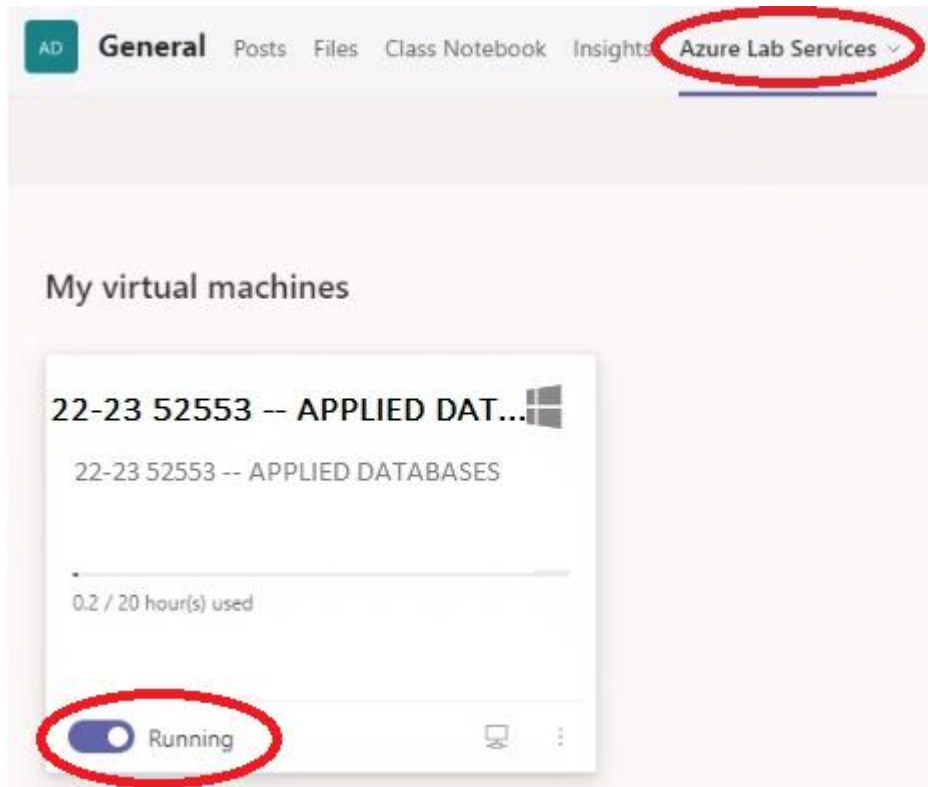 AD General Posts Files Class Notebook Insights Azure Lab Services
My virtual machines
22-23 52553 -- APPLIED DAT...
22-23 52553 -- APPLIED DATABASES
0.2 / 20 hour(s) used
Running